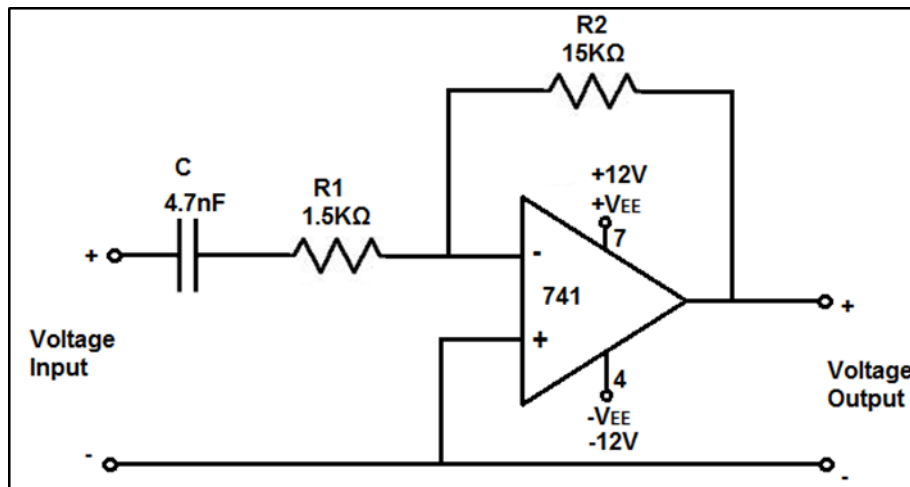 R2
15KΩ
C
4.7nF
R1
1.5KΩ
+12V
+VEE
7
+
-
741
+
+
Voltage
Input
4
-VEE
-12V
Voltage
Output
-
-